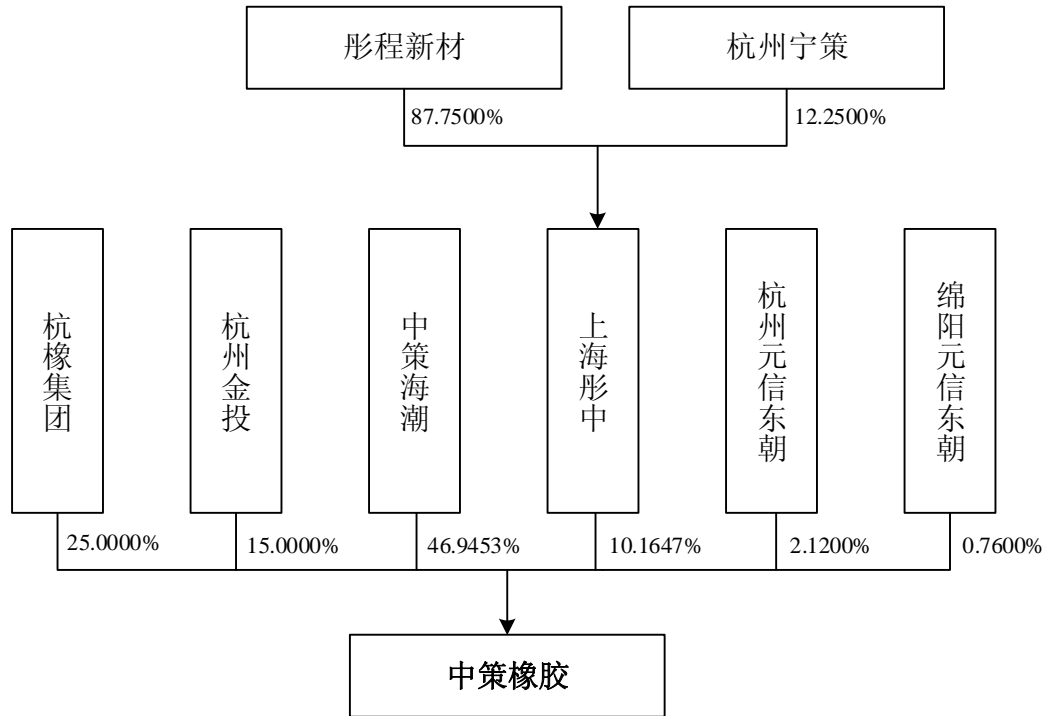 彤程新材
杭州宁策
87.7500%
12.2500%
杭橡集团
杭州金投
中策海潮
上海彤中
杭州元信东朝
绵阳元信东朝
25.0000%
15.0000%
46.9453%
10.1647%
2.1200%
0.7600%
中策橡胶